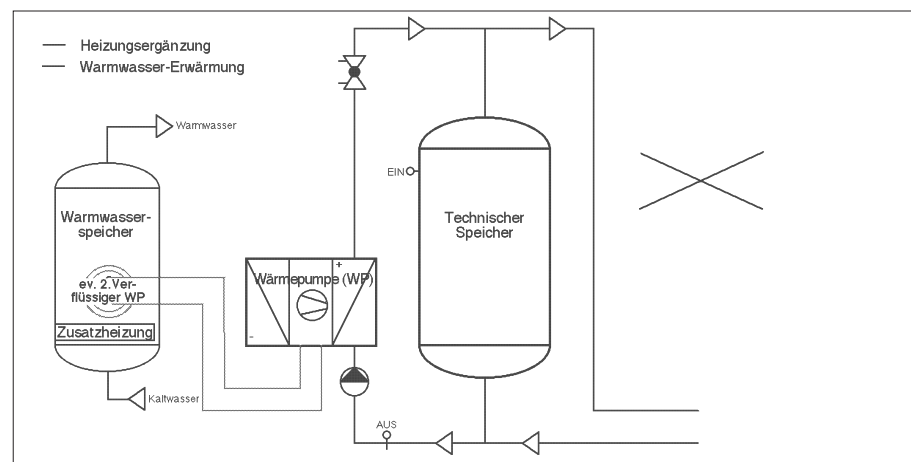 Heizungsergänzung
Warmwasser-Erwärmung
Warmwasser
EIN
Warmwasser-
speicher
Technischer
Speicher
+
Wärmepumpe (WP)
ev. 2.Ver-
flüssiger WP
Zusatzheizung
-
Kaltwasser
AUS